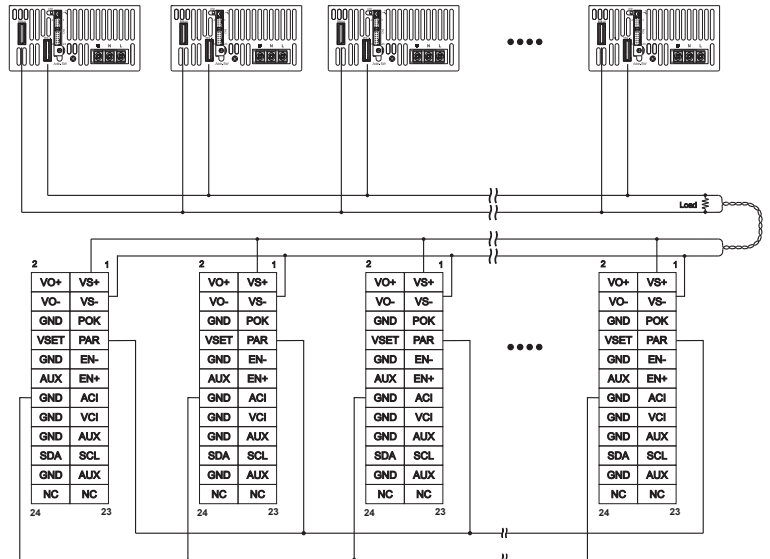 N L
N L
N L
N L
Load
2 1
VO+ VS+
VO- VS-
GND POK
VSET PAR
GND EN-
AUX EN+
GND ACI
GND VCI
GND AUX
SDA SCL
GND AUX
NC NC
24 23
2 1
VO+ VS+
VO- VS-
GND POK
VSET PAR
GND EN-
AUX EN+
GND ACI
GND VCI
GND AUX
SDA SCL
GND AUX
NC NC
24 23
2 1
VO+ VS+
VO- VS-
GND POK
VSET PAR
GND EN-
AUX EN+
GND ACI
GND VCI
GND AUX
SDA SCL
GND AUX
NC NC
24 23
2 1
VO+ VS+
VO- VS-
GND POK
VSET PAR
GND EN-
AUX EN+
GND ACI
GND VCI
GND AUX
SDA SCL
GND AUX
NC NC
24 23